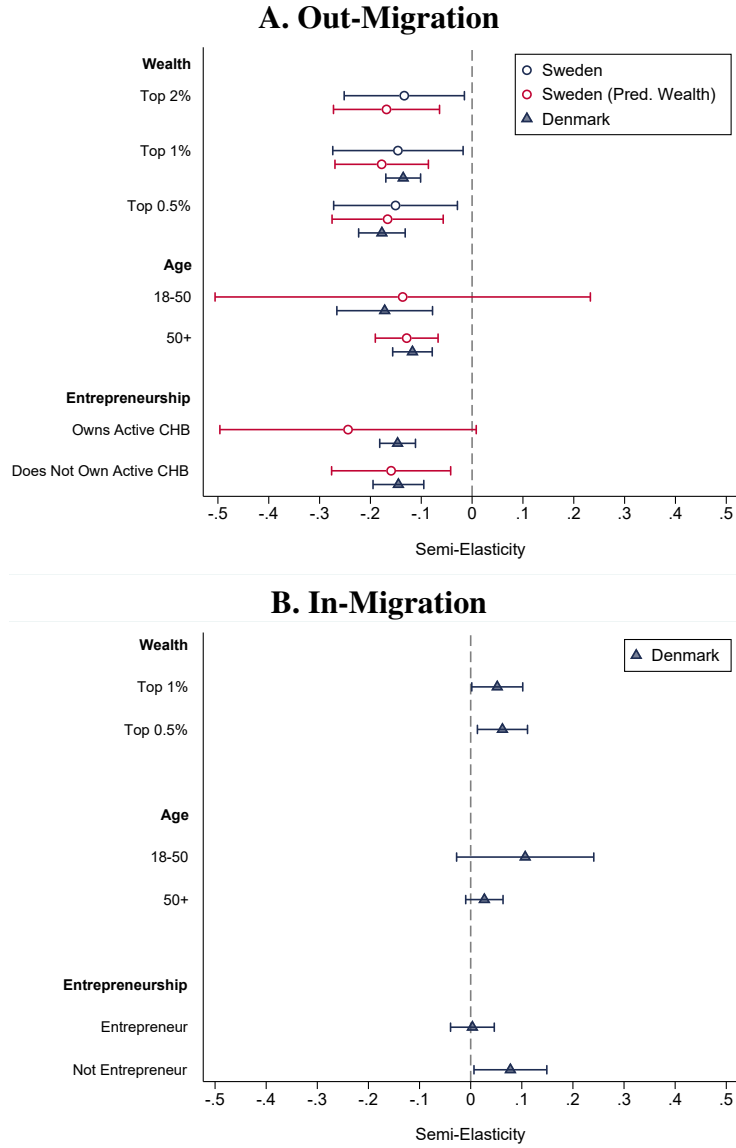 A. Out-Migration
Wealth
Sweden
Sweden (Pred. Wealth)
Denmark
Top 2%
Top 1%
Top 0.5%
Age
18-50
50+
Entrepreneurship
Owns Active CHB
Does Not Own Active CHB
-.5 -.4 -.3 -.2 -.1 0 .1 .2 .3 .4 .5
Semi-Elasticity
B. In-Migration
Wealth
Denmark
Top 1%
Top 0.5%
Age
18-50
50+
Entrepreneurship
Entrepreneur
Not Entrepreneur
-.5 -.4 -.3 -.2 -.1 0 .1 .2 .3 .4 .5
Semi-Elasticity